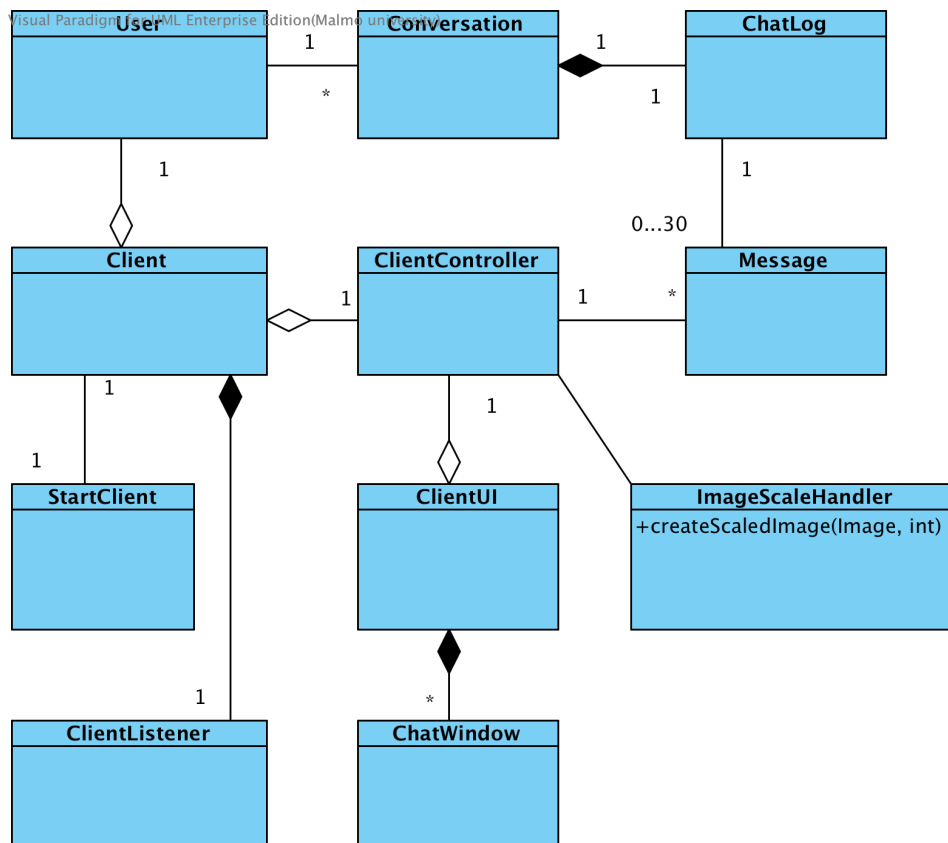 Visual Paradigm for UML Enterprise Edition(Malmo university)
User
1
*
Conversation
1
1
ChatLog
1
1
0...30
Client
1
ClientController
1
*
Message
1
1
1
StartClient
ClientUI
ImageScaleHandler
+createScaledImage(Image, int)
1
*
ClientListener
ChatWindow